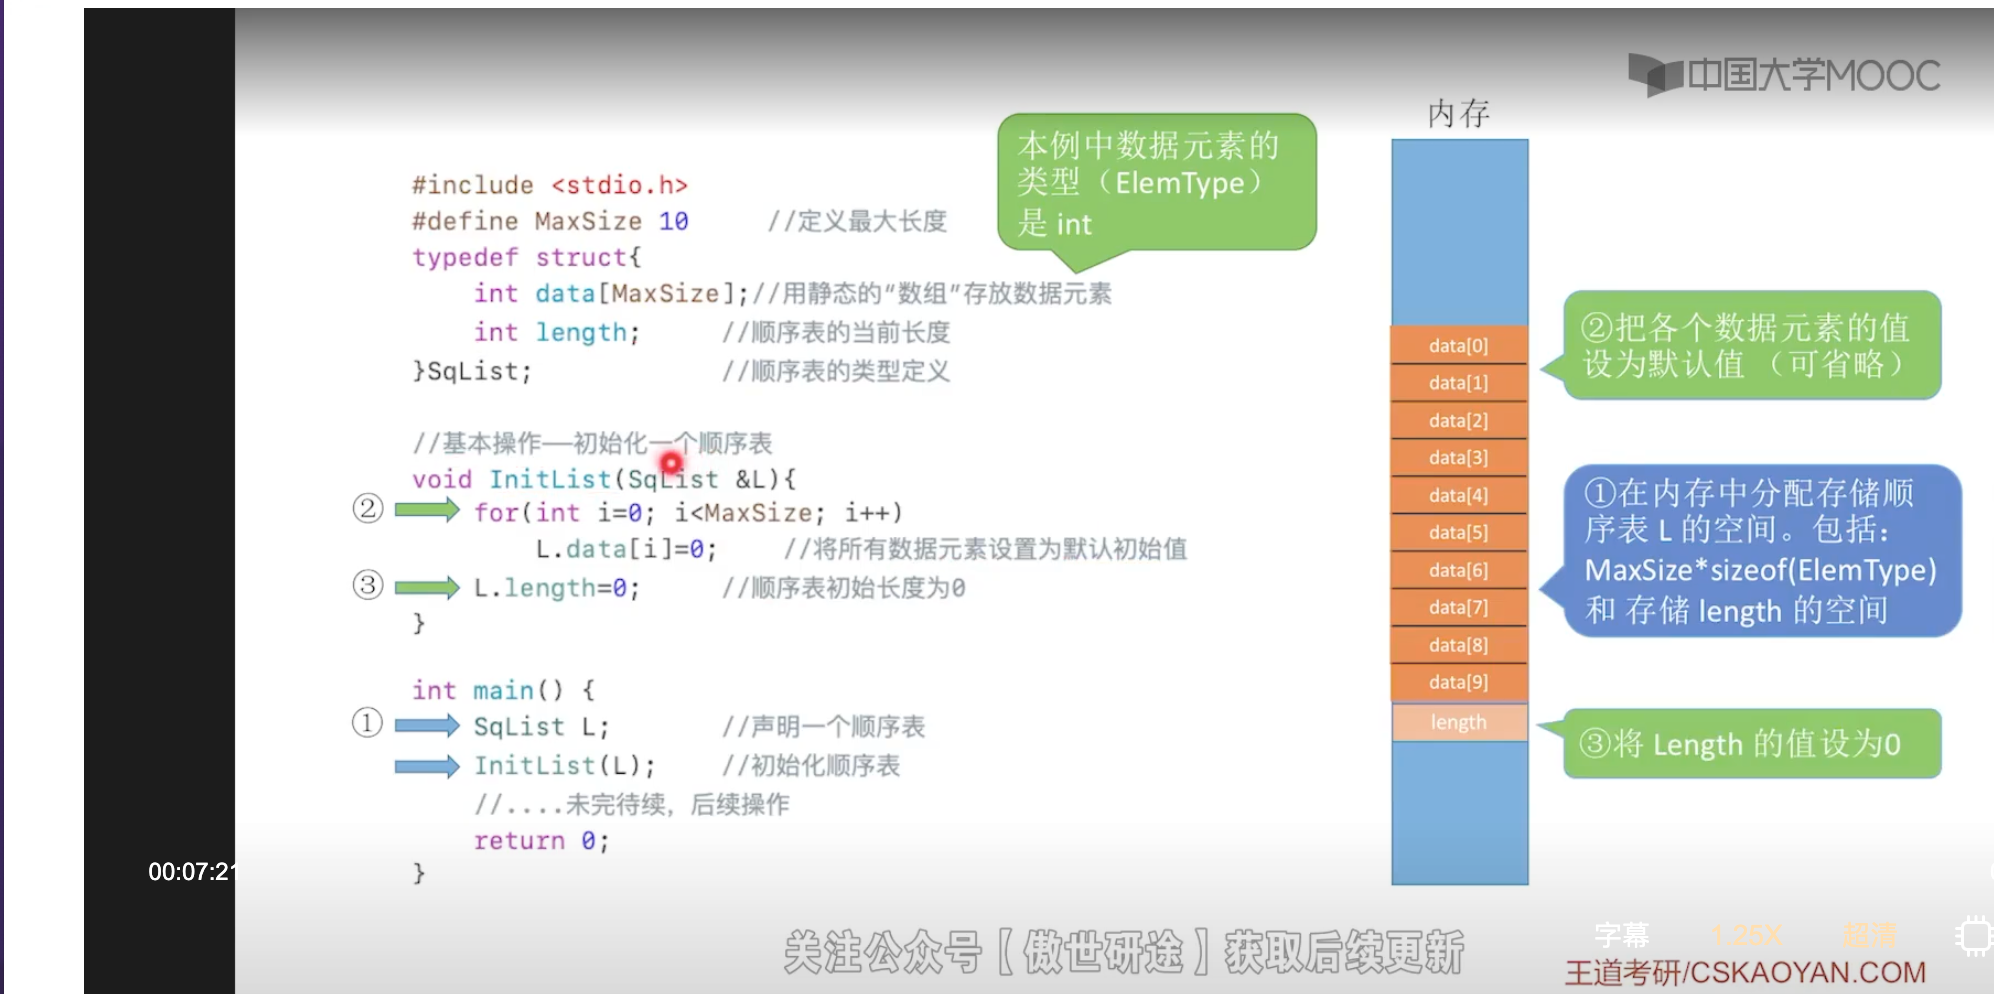 中国大学MOOC
内存
本例中数据元素的
类型（ElemType）
是 int
#include <stdio.h>
#define MaxSize 10 //定义最大长度
typedef struct{
int data[MaxSize];//用静态的“数组”存放数据元素
int length; //顺序表的当前长度
}SqList; //顺序表的类型定义
//基本操作——初始化一个顺序表
void InitList(SqList &L){
② for(int i=0; i<MaxSize; i++)
L.data[i]=0; //将所有数据元素设置为默认初始值
③ L.length=0; //顺序表初始长度为0
}
int main() {
① SqList L; //声明一个顺序表
InitList(L); //初始化顺序表
//....未完待续，后续操作
return 0;
}
data[0]
data[1]
data[2]
data[3]
data[4]
data[5]
data[6]
data[7]
data[8]
data[9]
length
②把各个数据元素的值
设为默认值 （可省略）
①在内存中分配存储顺
序表 L 的空间。包括：
MaxSize*sizeof(ElemType)
和 存储 length 的空间
③将 Length 的值设为0
00:07:21
关注公众号【傲世研途】获取后续更新
字幕 1.25X 超清
王道考研/CSKAOYAN.COM